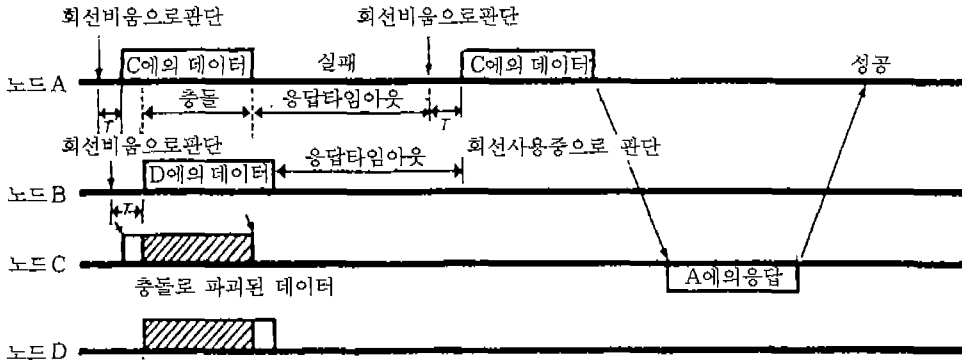 회선비움으로판단
회선비움으로판단
C에의 데이터
실패
C에의 데이터
성공
노드 A
T
충돌
응답타임아웃
T
회선비움으로판단
D에의 데이터
응답타임아웃
회선사용중으로 판단
노드 B
T
노드 C
A에의응답
충돌로 파괴된 데이터
노드 D